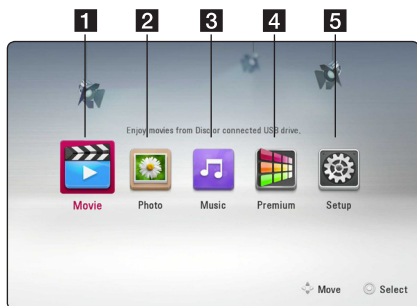 1 2 3 4 5
Enjoy movies from Disc or connected USB drive.
Movie Photo Music Premium Setup
Move Select